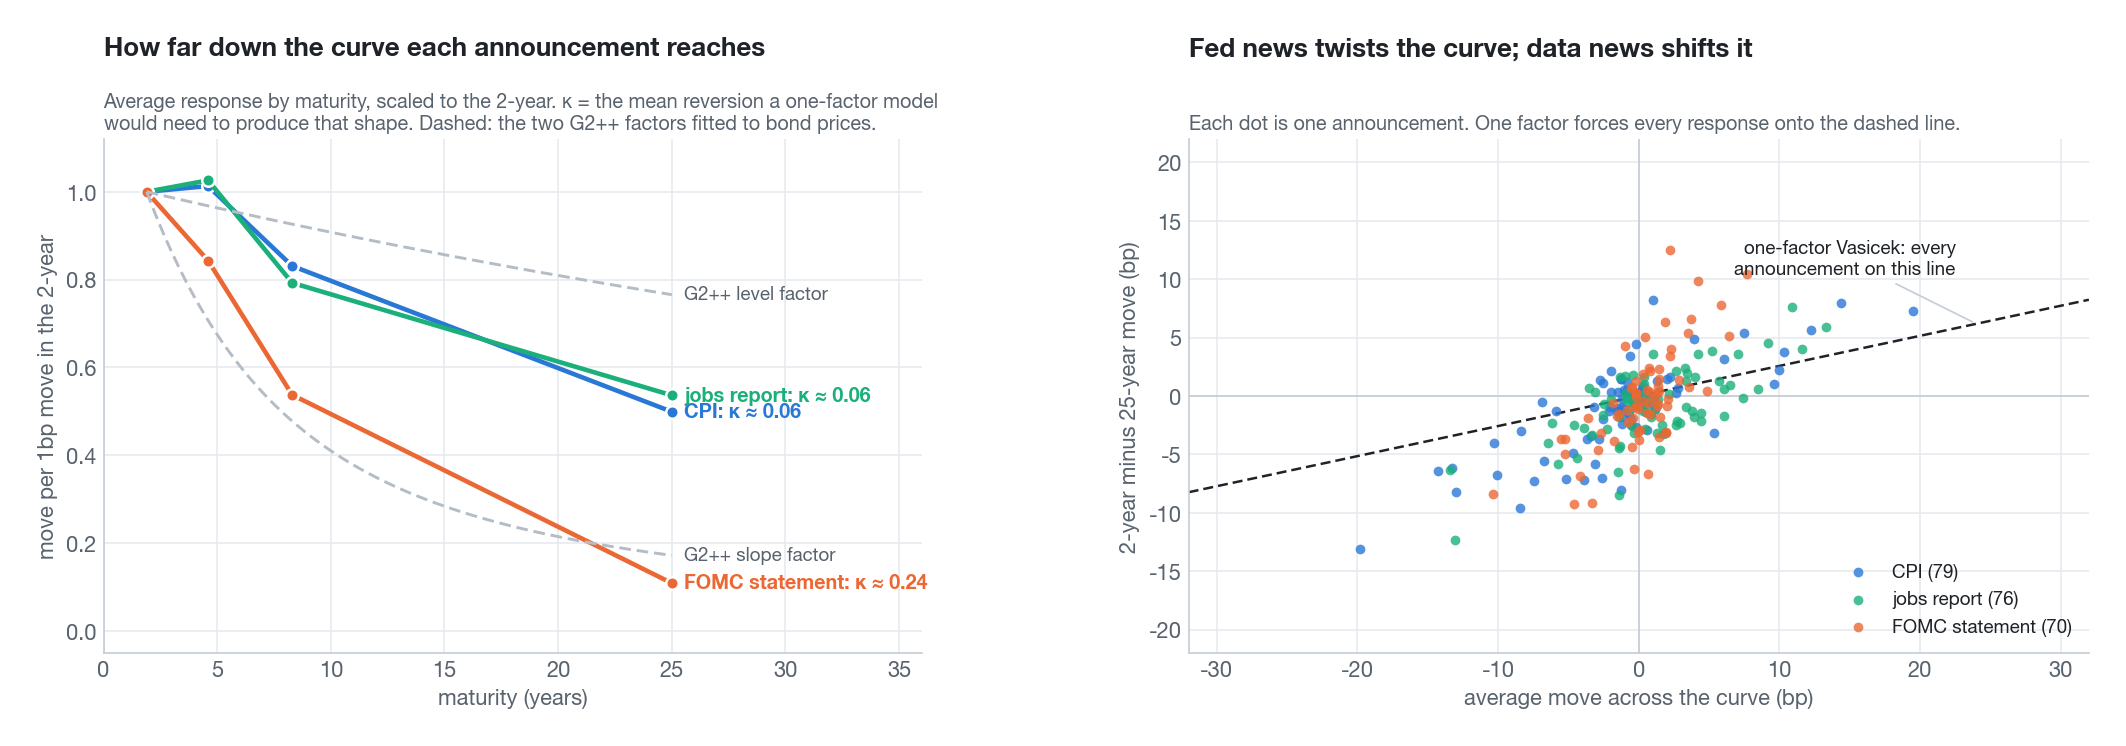 How far down the curve each announcement reaches
Average response by maturity, scaled to the 2-year. κ = the mean reversion a one-factor model
would need to produce that shape. Dashed: the two G2++ factors fitted to bond prices.
move per 1bp move in the 2-year
1.0
0.8
0.6
0.4
0.2
0.0
G2++ level factor
jobs report: κ ≈ 0.06
CPI: κ ≈ 0.06
G2++ slope factor
FOMC statement: κ ≈ 0.24
0 5 10 15 20 25 30 35
maturity (years)
Fed news twists the curve; data news shifts it
Each dot is one announcement. One factor forces every response onto the dashed line.
2-year minus 25-year move (bp)
20
15
10
5
0
-5
-10
-15
-20
one-factor Vasicek: every
announcement on this line
CPI (79)
jobs report (76)
FOMC statement (70)
-30 -20 -10 0 10 20 30
average move across the curve (bp)